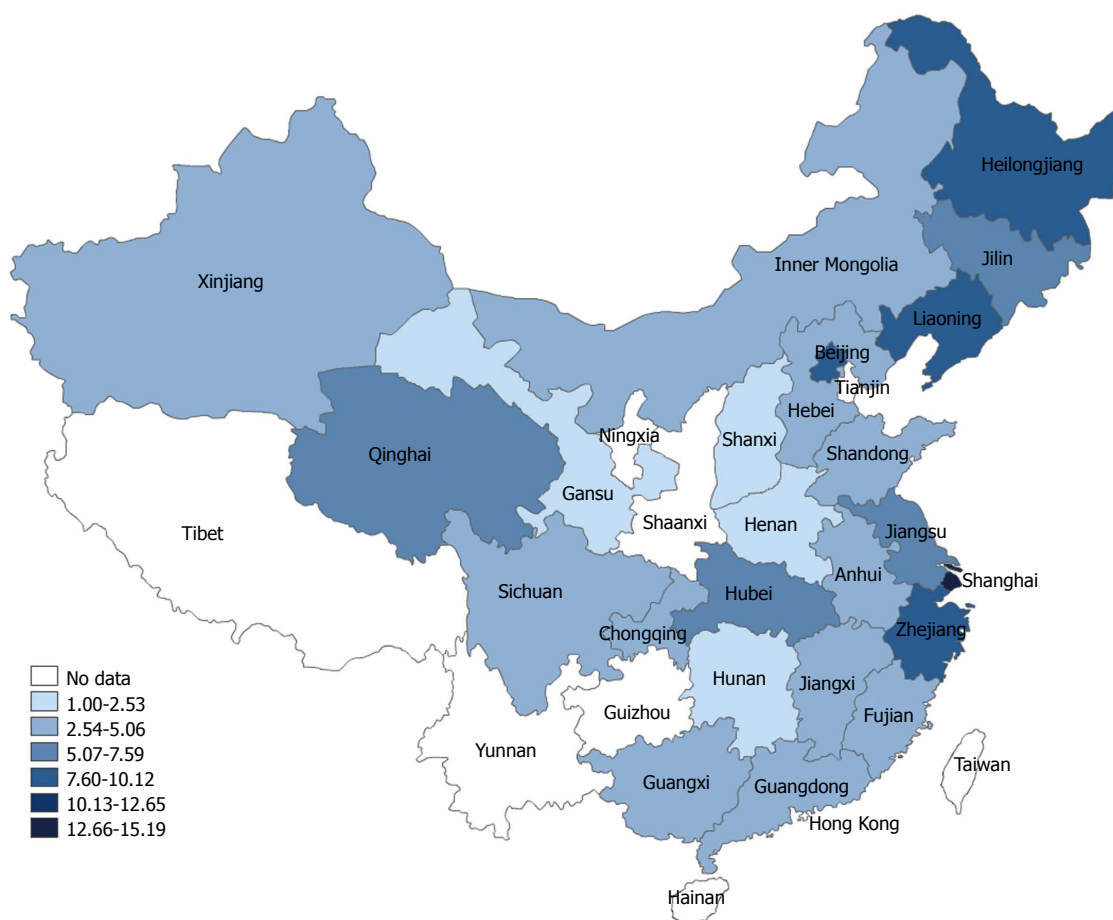 Heilongjiang
Jilin
Inner Mongolia
Xinjiang
Liaoning
Beijing
Tianjin
Hebei
Ningxia
Shanxi
Shandong
Qinghai
Gansu
Shaanxi
Henan
Jiangsu
Tibet
Anhui
Shanghai
Sichuan
Hubei
Chongqing
Zhejiang
Hunan
Jiangxi
Guizhou
Fujian
Yunnan
Taiwan
Guangxi
Guangdong
Hong Kong
Hainan
No data
1.00-2.53
2.54-5.06
5.07-7.59
7.60-10.12
10.13-12.65
12.66-15.19